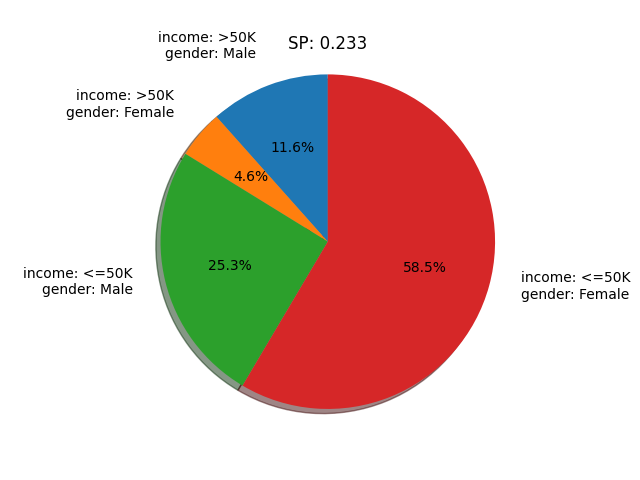 SP: 0.233
income: >50K
gender: Male
11.6%
income: >50K
gender: Female
4.6%
income: <=50K
gender: Male
25.3%
income: <=50K
gender: Female
58.5%